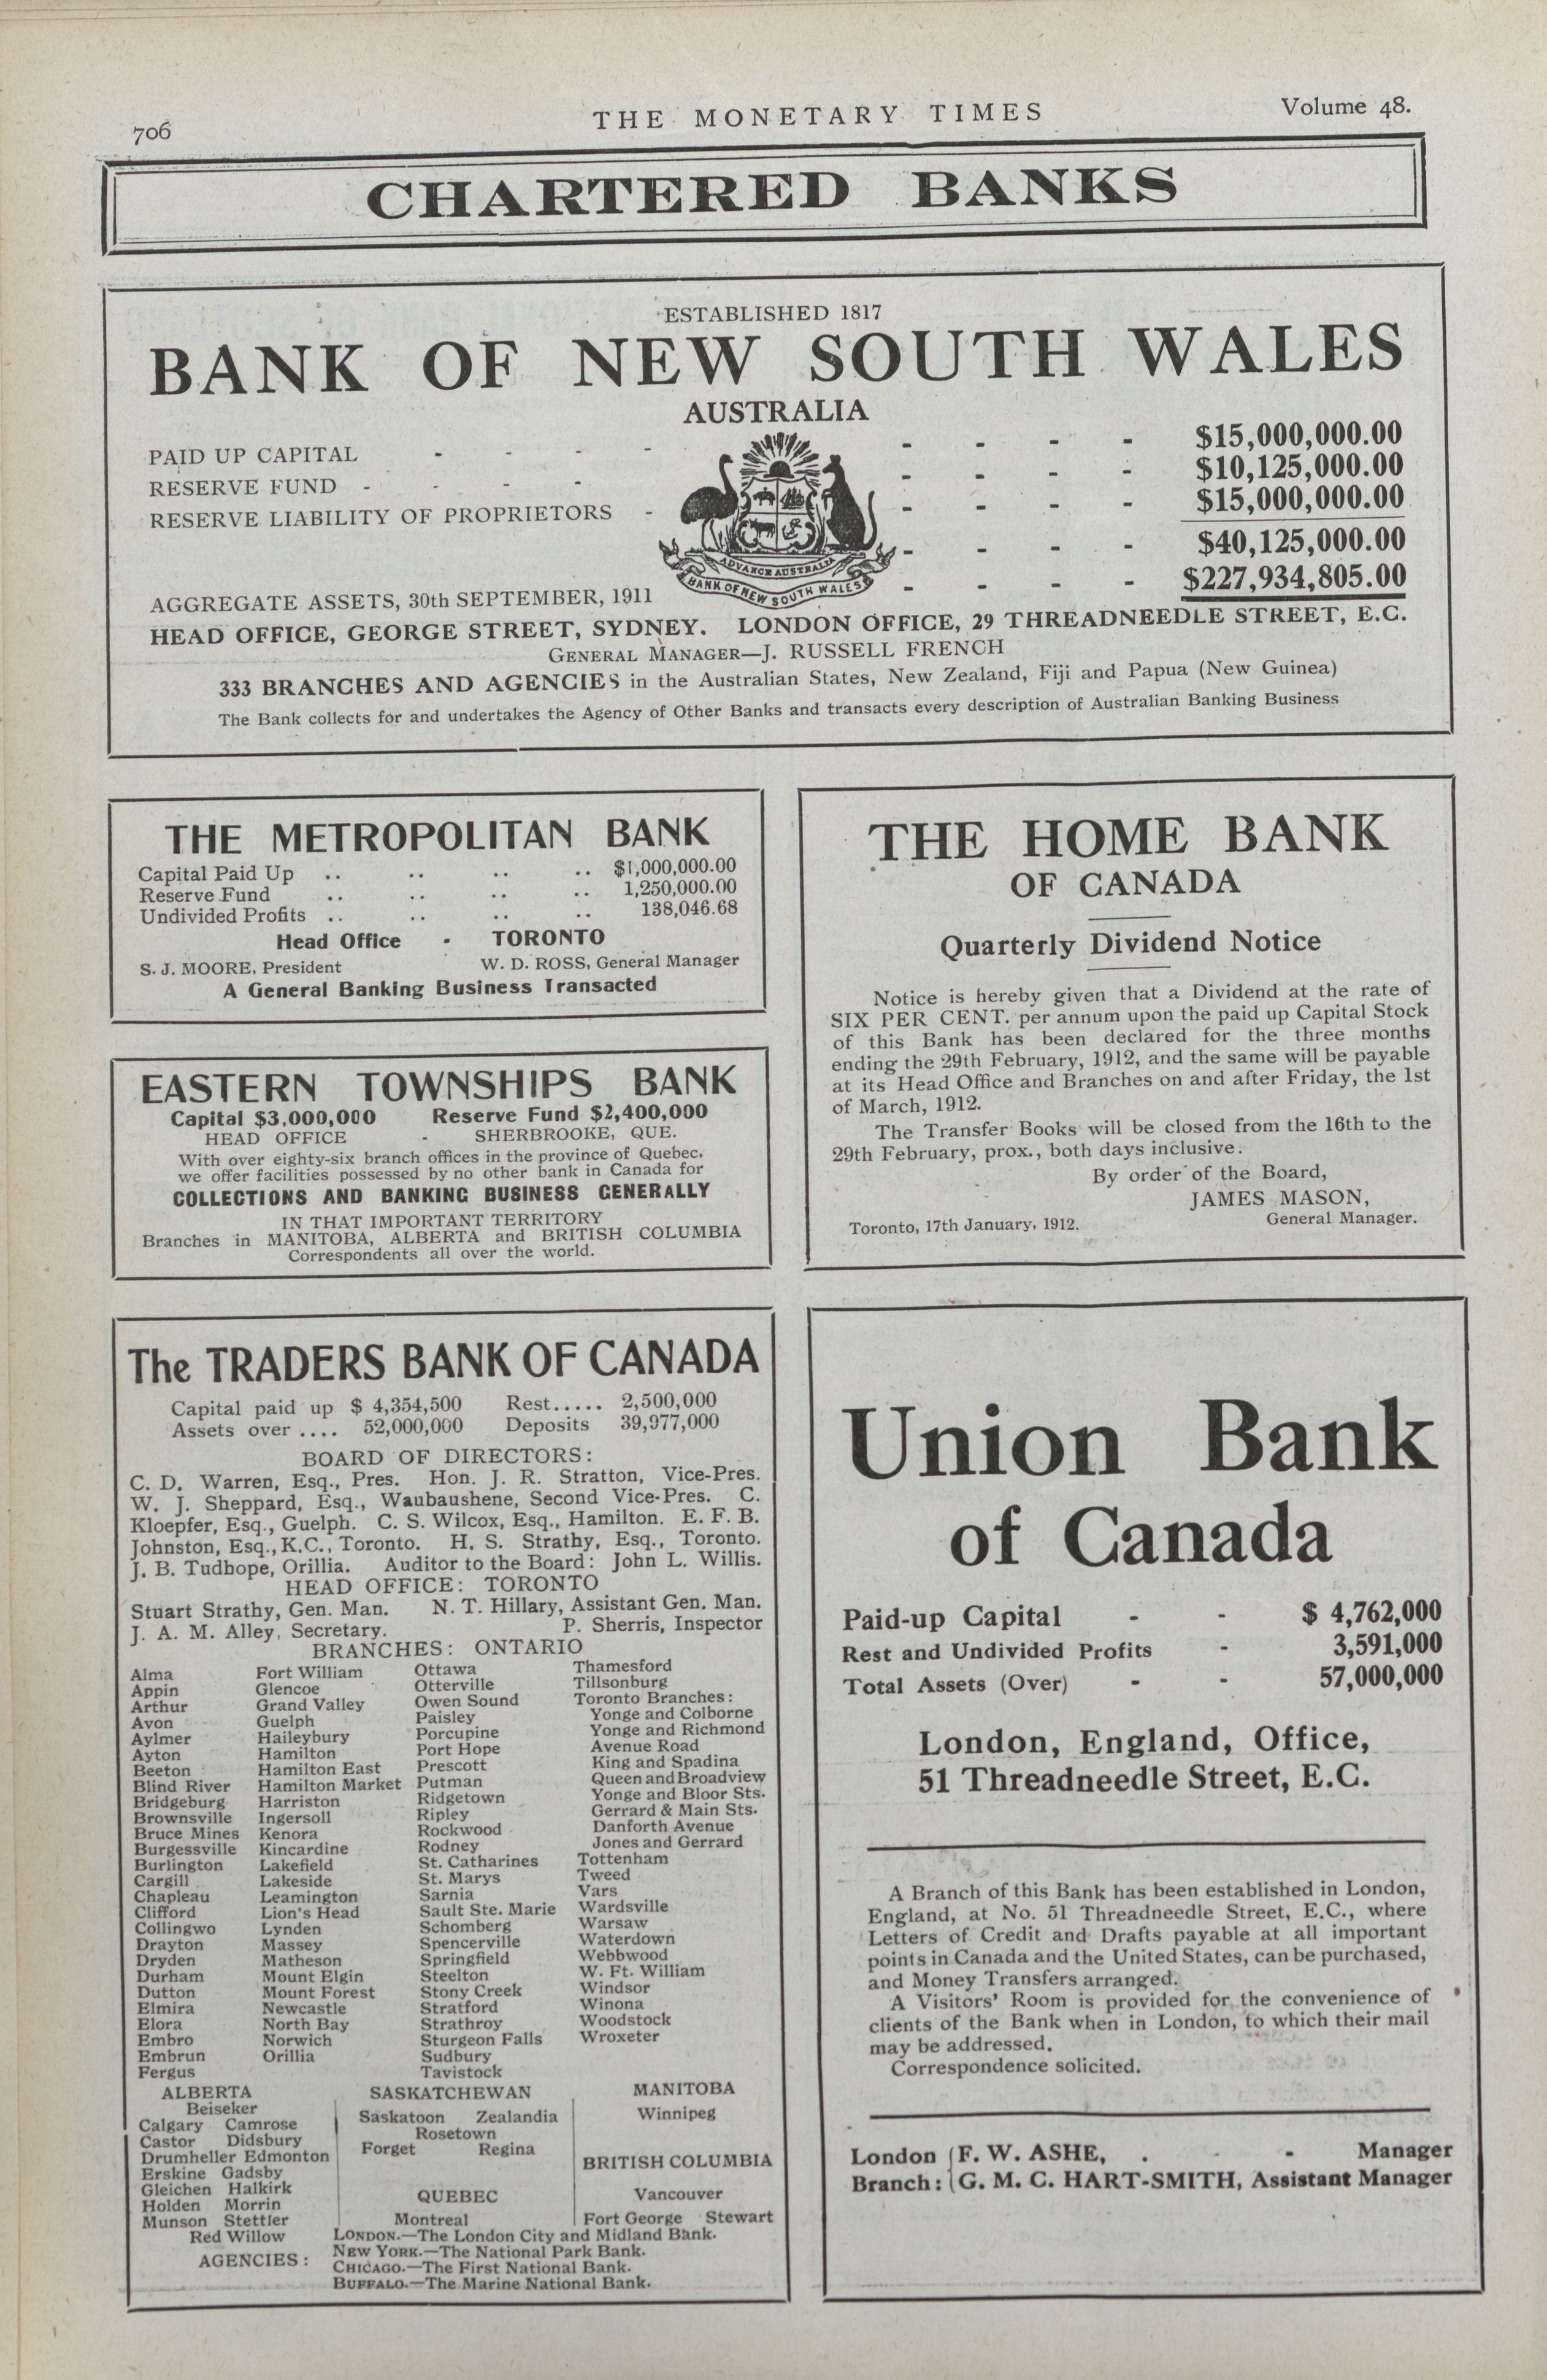 706
THE MONETARY TIMES
Volume 48.
CHARTERED BANKS
ESTABLISHED 1817
BANK OF NEW SOUTH WALES
AUSTRALIA
PAID UP CAPITAL - - - - - - - - $15,000,000.00
RESERVE FUND - - - - - - - - $10,125,000.00
RESERVE LIABILITY OF PROPRIETORS - - - - - $15,000,000.00
- - - - $40,125,000.00
AGGREGATE ASSETS, 30th SEPTEMBER, 1911 - - - - $227,934,805.00
ADVANCE AUSTRALIA
BANK OF NEW SOUTH WALES
HEAD OFFICE, GEORGE STREET, SYDNEY. LONDON OFFICE, 29 THREADNEEDLE STREET, E.C.
GENERAL MANAGER—J. RUSSELL FRENCH
333 BRANCHES AND AGENCIES in the Australian States, New Zealand, Fiji and Papua (New Guinea)
The Bank collects for and undertakes the Agency of Other Banks and transacts every description of Australian Banking Business
THE METROPOLITAN BANK
Capital Paid Up .. .. .. .. $1,000,000.00
Reserve Fund .. .. .. .. 1,250,000.00
Undivided Profits .. .. .. .. 138,046.68
Head Office - TORONTO
S. J. MOORE, President W. D. ROSS, General Manager
A General Banking Business Transacted
EASTERN TOWNSHIPS BANK
Capital $3,000,000 Reserve Fund $2,400,000
HEAD OFFICE - SHERBROOKE, QUE.
With over eighty-six branch offices in the province of Quebec,
we offer facilities possessed by no other bank in Canada for
COLLECTIONS AND BANKING BUSINESS GENERALLY
IN THAT IMPORTANT TERRITORY
Branches in MANITOBA, ALBERTA and BRITISH COLUMBIA
Correspondents all over the world.
THE HOME BANK
OF CANADA
Quarterly Dividend Notice
Notice is hereby given that a Dividend at the rate of
SIX PER CENT. per annum upon the paid up Capital Stock
of this Bank has been declared for the three months
ending the 29th February, 1912, and the same will be payable
at its Head Office and Branches on and after Friday, the 1st
of March, 1912.
The Transfer Books will be closed from the 16th to the
29th February, prox., both days inclusive.
By order of the Board,
JAMES MASON,
Toronto, 17th January, 1912. General Manager.
The TRADERS BANK OF CANADA
Capital paid up $ 4,354,500 Rest..... 2,500,000
Assets over .... 52,000,000 Deposits 39,977,000
BOARD OF DIRECTORS:
C. D. Warren, Esq., Pres. Hon. J. R. Stratton, Vice-Pres.
W. J. Sheppard, Esq., Waubaushene, Second Vice-Pres. C.
Kloepfer, Esq., Guelph. C. S. Wilcox, Esq., Hamilton. E. F. B.
Johnston, Esq., K.C., Toronto. H. S. Strathy, Esq., Toronto.
J. B. Tudhope, Orillia. Auditor to the Board: John L. Willis.
HEAD OFFICE: TORONTO
Stuart Strathy, Gen. Man. N. T. Hillary, Assistant Gen. Man.
J. A. M. Alley, Secretary. P. Sherris, Inspector
BRANCHES: ONTARIO
Alma
Appin
Arthur
Avon
Aylmer
Ayton
Beeton
Blind River
Bridgeburg
Brownsville
Bruce Mines
Burgessville
Burlington
Cargill
Chapleau
Clifford
Collingwo
Drayton
Dryden
Durham
Dutton
Elmira
Elora
Embro
Embrun
Fergus
Fort William
Glencoe
Grand Valley
Guelph
Haileybury
Hamilton
Hamilton East
Hamilton Market
Harriston
Ingersoll
Kenora
Kincardine
Lakefield
Lakeside
Leamington
Lion's Head
Lynden
Massey
Matheson
Mount Elgin
Mount Forest
Newcastle
North Bay
Norwich
Orillia
Ottawa
Otterville
Owen Sound
Paisley
Porcupine
Port Hope
Prescott
Putman
Ridgetown
Ripley
Rockwood
Rodney
St. Catharines
St. Marys
Sarnia
Sault Ste. Marie
Schomberg
Spencerville
Springfield
Steelton
Stony Creek
Stratford
Strathroy
Sturgeon Falls
Sudbury
Tavistock
Thamesford
Tillsonburg
Toronto Branches:
Yonge and Colborne
Yonge and Richmond
Avenue Road
King and Spadina
Queen and Broadview
Yonge and Bloor Sts.
Gerrard & Main Sts.
Danforth Avenue
Jones and Gerrard
Tottenham
Tweed
Vars
Wardsville
Warsaw
Waterdown
Webbwood
W. Ft. William
Windsor
Winona
Woodstock
Wroxeter
ALBERTA
Beiseker
Calgary Camrose
Castor Didsbury
Drumheller Edmonton
Erskine Gadsby
Gleichen Halkirk
Holden Morrin
Munson Stettler
Red Willow
SASKATCHEWAN
Saskatoon Zealandia
Rosetown
Forget Regina
QUEBEC
Montreal
MANITOBA
Winnipeg
BRITISH COLUMBIA
Vancouver
Fort George Stewart
AGENCIES:
LONDON.—The London City and Midland Bank.
NEW YORK.—The National Park Bank.
CHICAGO.—The First National Bank.
BUFFALO.—The Marine National Bank.
Union Bank
of Canada
Paid-up Capital - - $ 4,762,000
Rest and Undivided Profits - 3,591,000
Total Assets (Over) - - 57,000,000
London, England, Office,
51 Threadneedle Street, E.C.
A Branch of this Bank has been established in London,
England, at No. 51 Threadneedle Street, E.C., where
Letters of Credit and Drafts payable at all important
points in Canada and the United States, can be purchased,
and Money Transfers arranged.
A Visitors' Room is provided for the convenience of
clients of the Bank when in London, to which their mail
may be addressed.
Correspondence solicited.
London (F. W. ASHE, . - - Manager
Branch: (G. M. C. HART-SMITH, Assistant Manager